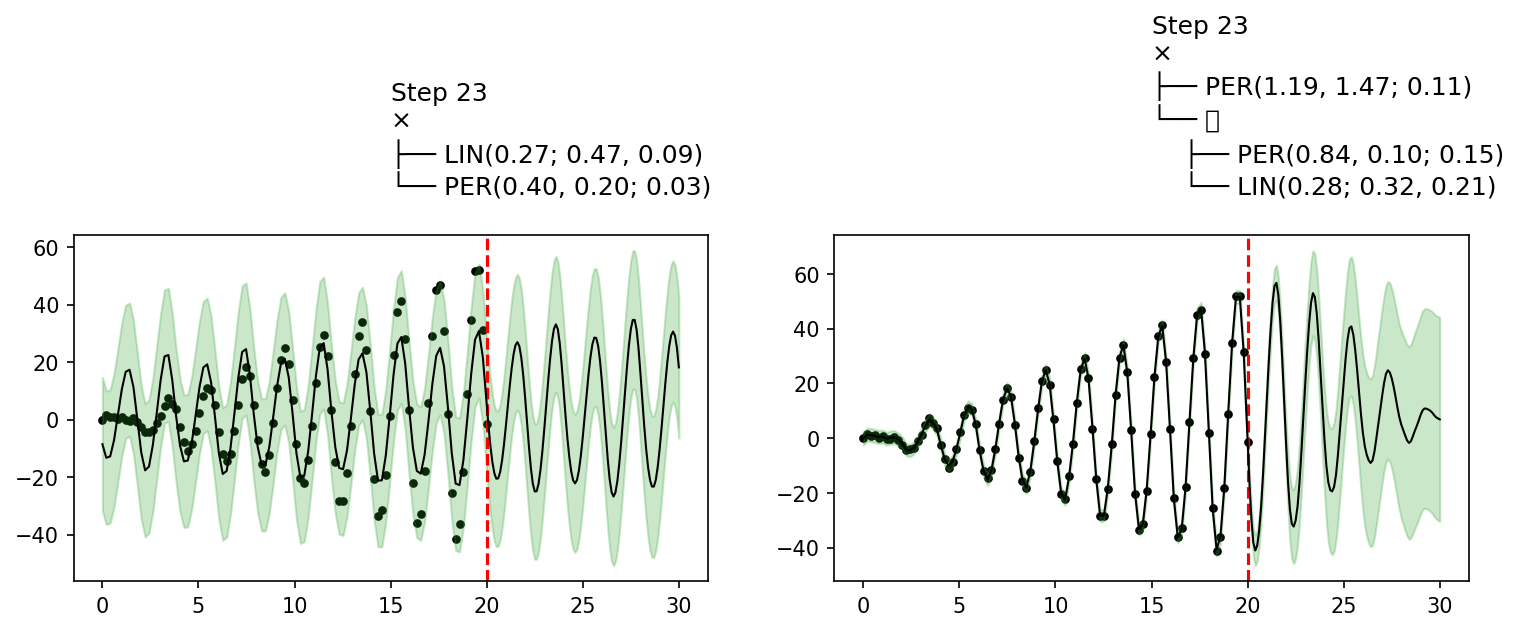 Step 23
×
├── LIN(0.27; 0.47, 0.09)
└── PER(0.40, 0.20; 0.03)
60
40
20
0
−20
−40
0 5 10 15 20 25 30
Step 23
×
├── PER(1.19, 1.47; 0.11)
└──
├── PER(0.84, 0.10; 0.15)
└── LIN(0.28; 0.32, 0.21)
60
40
20
0
−20
−40
0 5 10 15 20 25 30